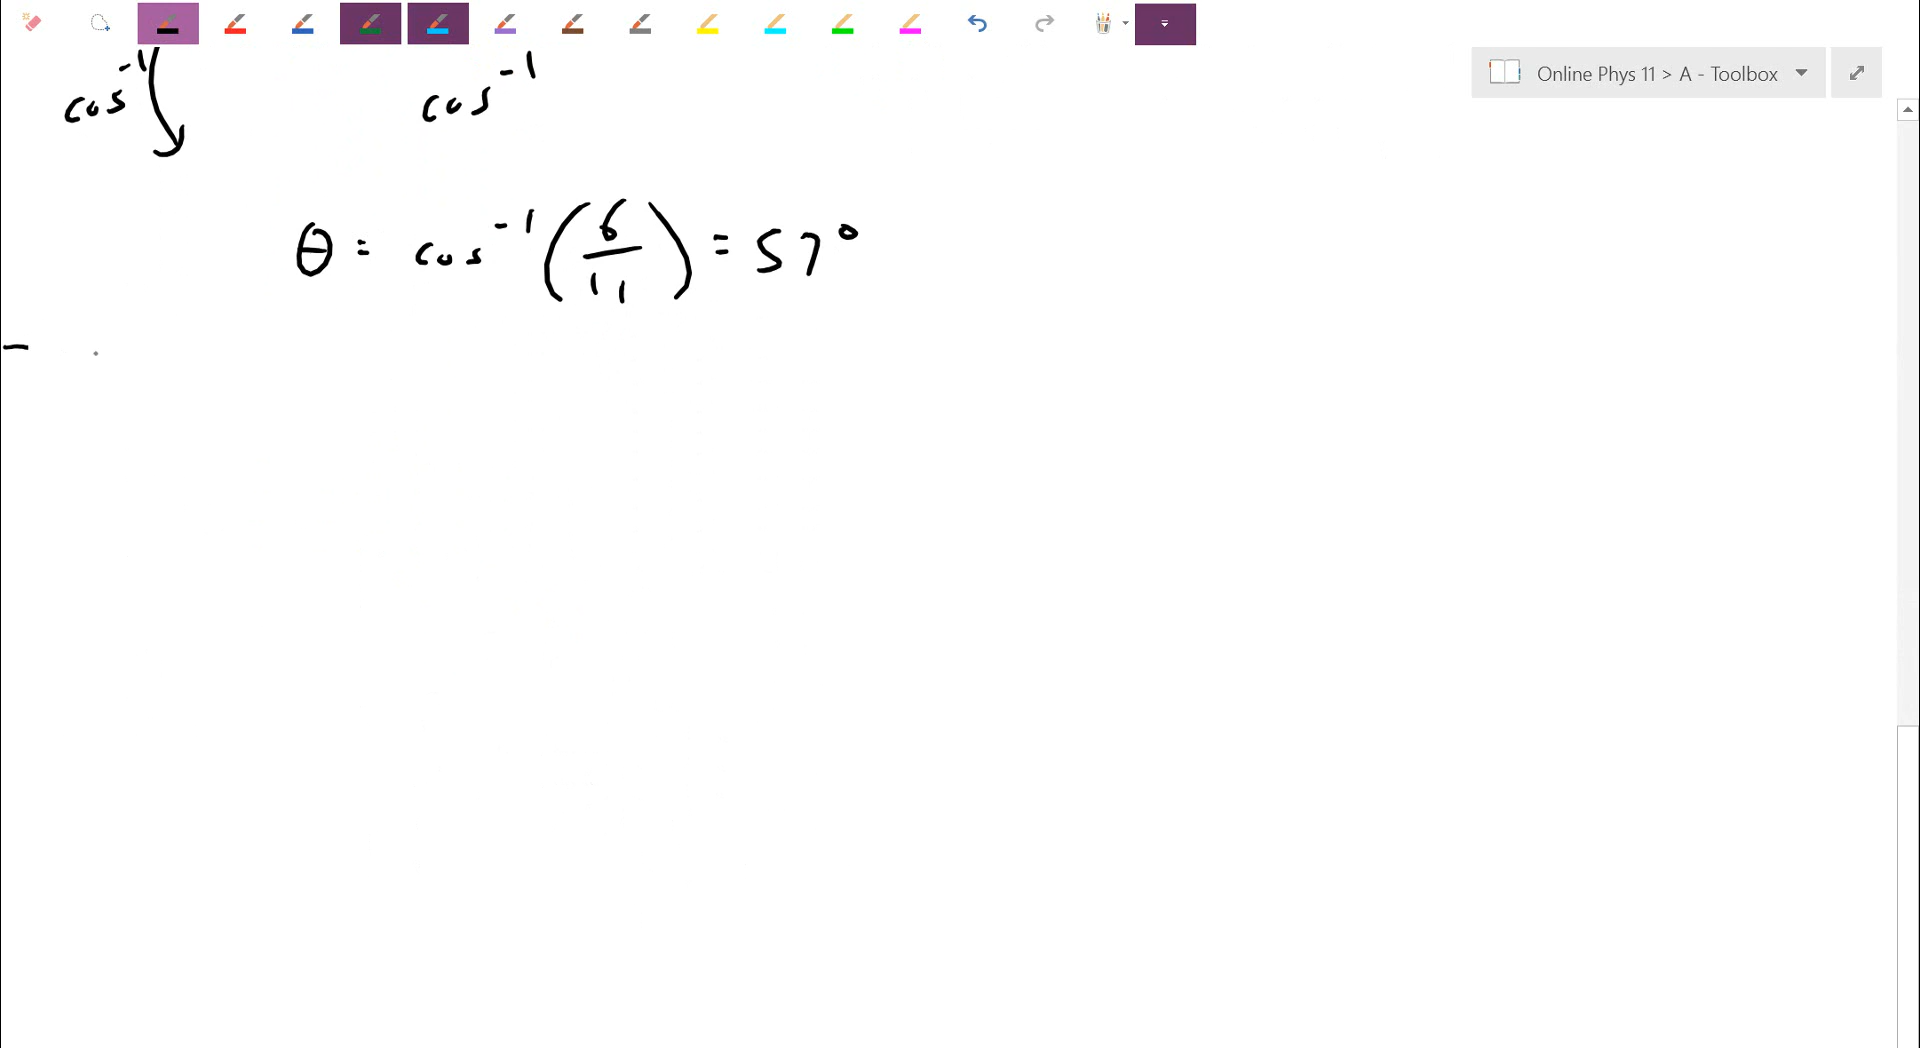 Online Phys 11 > A - Toolbox
cos⁻¹ cos⁻¹
θ = cos⁻¹(6/11) = 57°
-